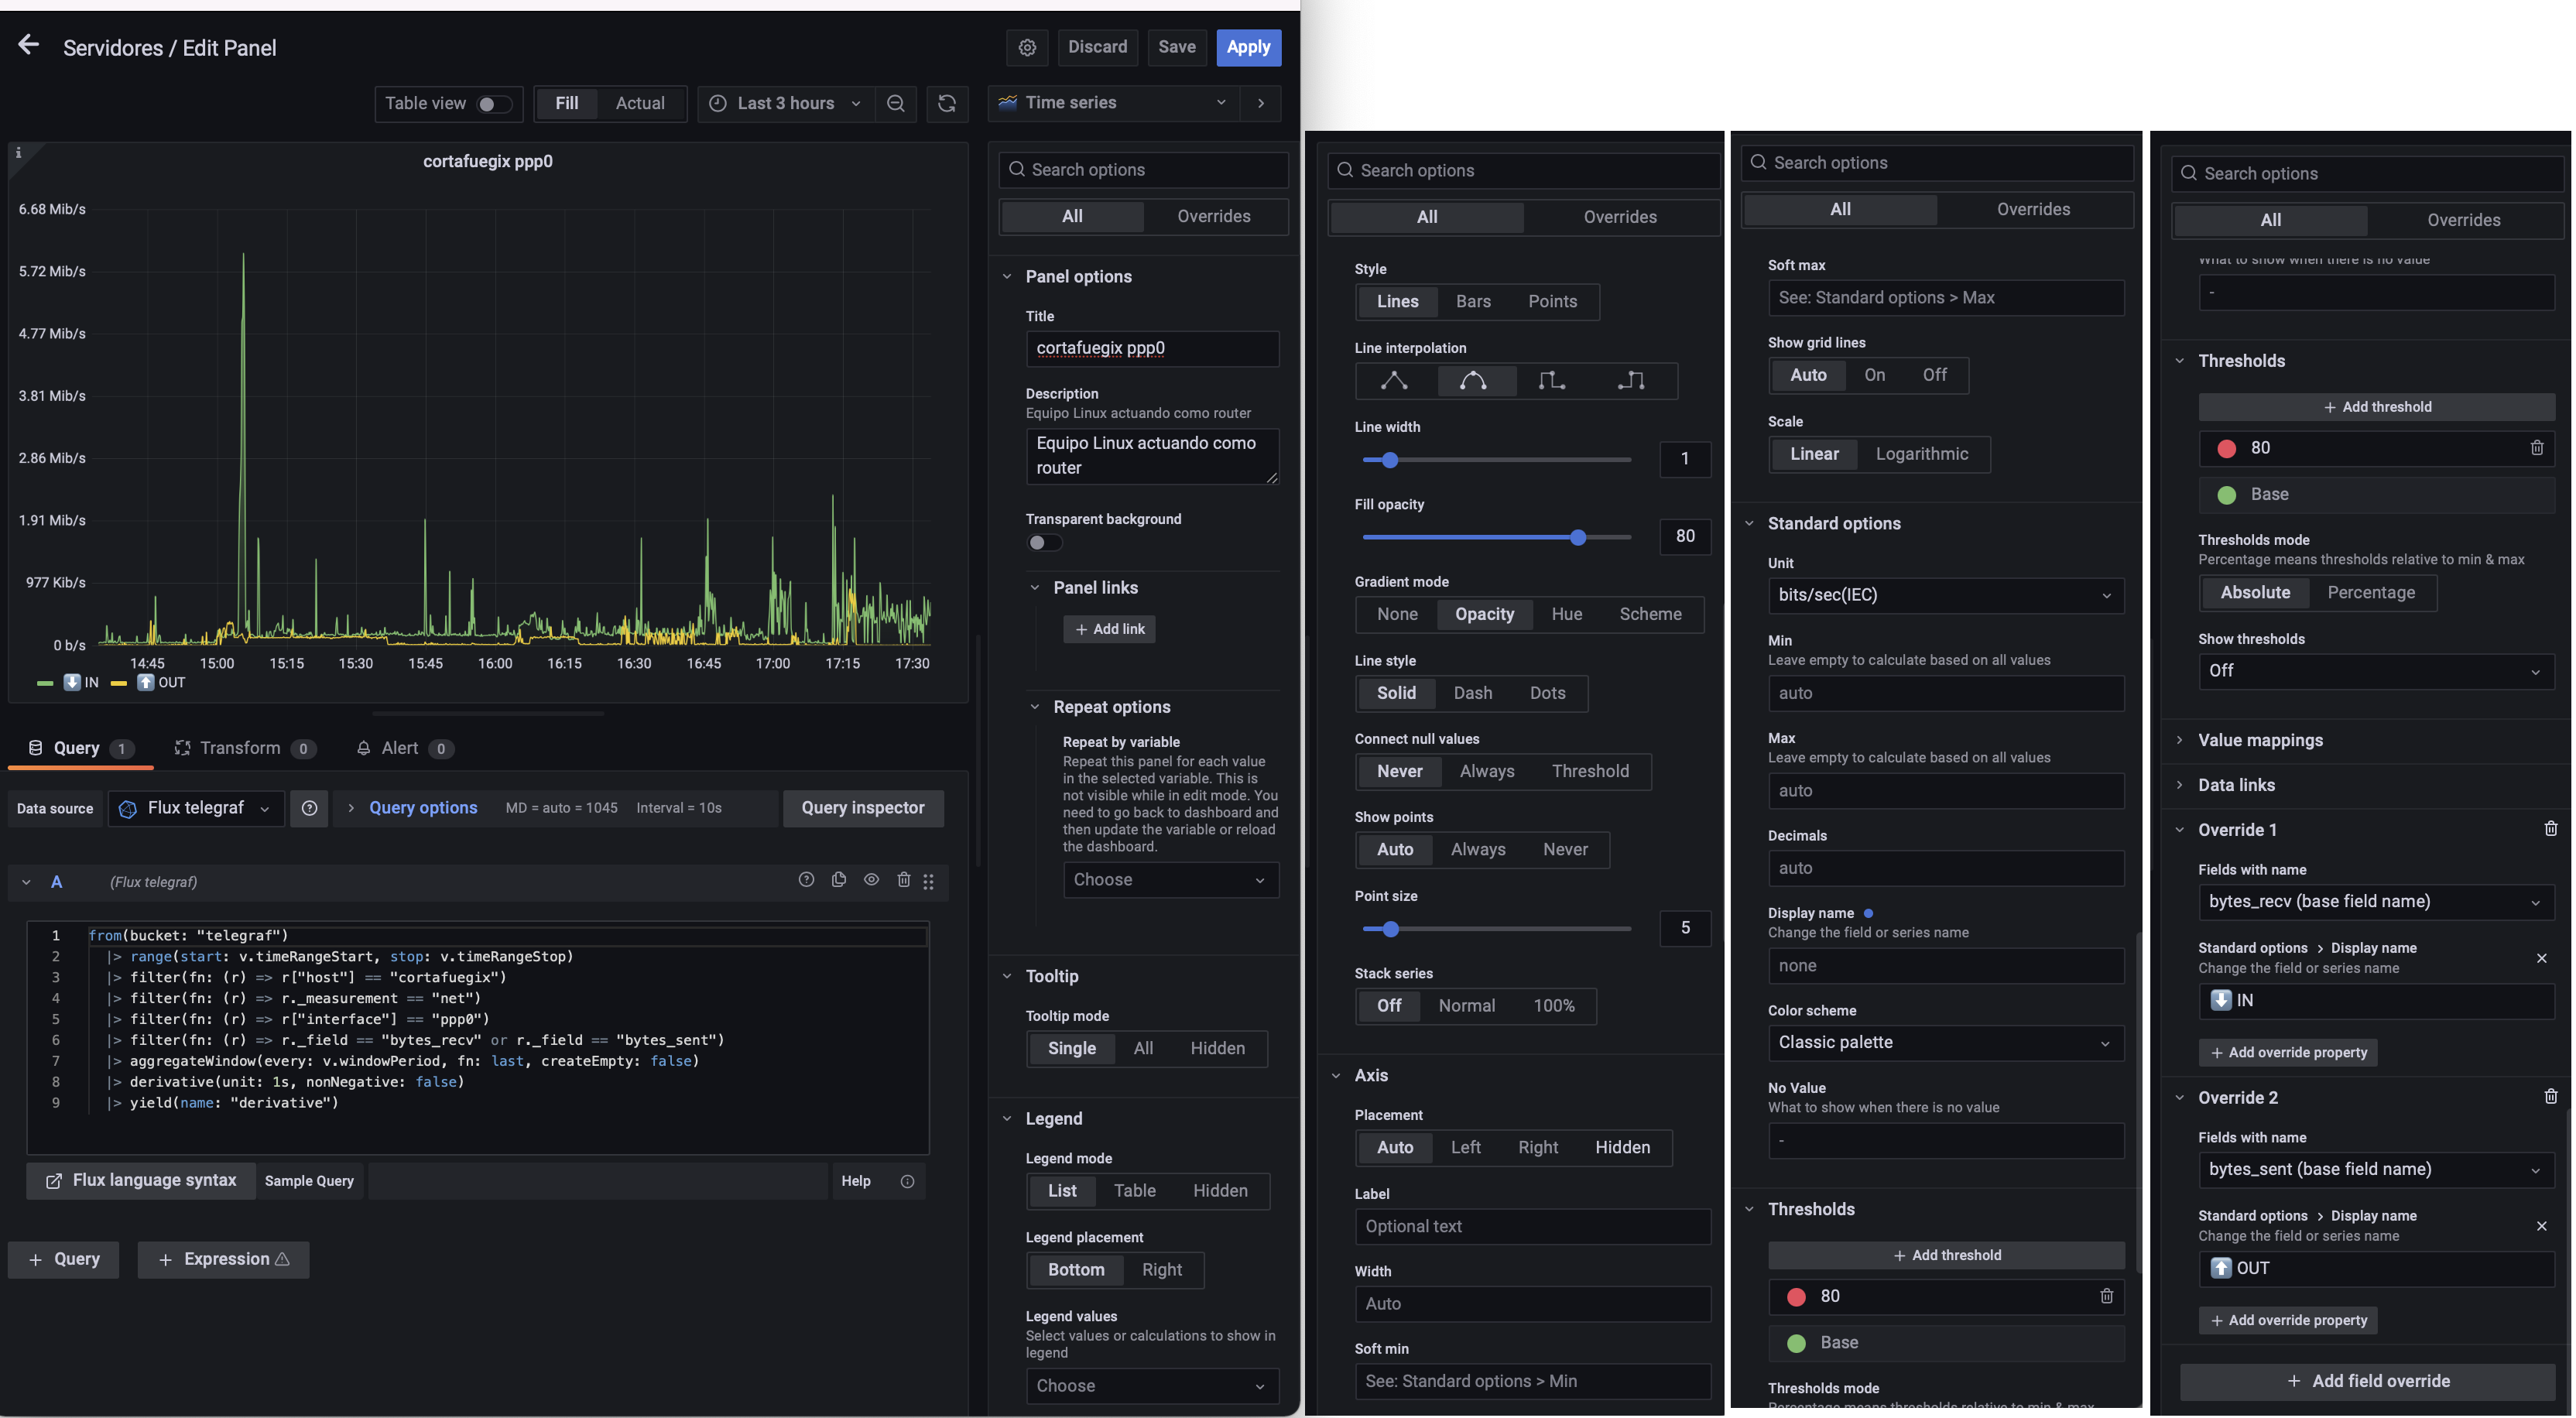 Servidores / Edit Panel
Discard
Save
Apply
Table view
Fill
Actual
Last 3 hours
Time series
cortafuegix ppp0
6.68 Mib/s
5.72 Mib/s
4.77 Mib/s
3.81 Mib/s
2.86 Mib/s
1.91 Mib/s
977 Kib/s
0 b/s
14:45 15:00 15:15 15:30 15:45 16:00 16:15 16:30 16:45 17:00 17:15 17:30
⬇️ IN ⬆️ OUT
Query 1
Transform 0
Alert 0
Data source
Flux telegraf
Query options
MD = auto = 1045
Interval = 10s
Query inspector
A (Flux telegraf)
1 from(bucket: "telegraf")
2 |> range(start: v.timeRangeStart, stop: v.timeRangeStop)
3 |> filter(fn: (r) => r["host"] == "cortafuegix")
4 |> filter(fn: (r) => r._measurement == "net")
5 |> filter(fn: (r) => r["interface"] == "ppp0")
6 |> filter(fn: (r) => r._field == "bytes_recv" or r._field == "bytes_sent")
7 |> aggregateWindow(every: v.windowPeriod, fn: last, createEmpty: false)
8 |> derivative(unit: 1s, nonNegative: false)
9 |> yield(name: "derivative")
Flux language syntax
Sample Query
Help
+ Query
+ Expression
Search options
All
Overrides
Panel options
Title
cortafuegix ppp0
Description
Equipo Linux actuando como router
Equipo Linux actuando como
router
Transparent background
Panel links
+ Add link
Repeat options
Repeat by variable
Repeat this panel for each value
in the selected variable. This is
not visible while in edit mode. You
need to go back to dashboard and
then update the variable or reload
the dashboard.
Choose
Tooltip
Tooltip mode
Single
All
Hidden
Legend
Legend mode
List
Table
Hidden
Legend placement
Bottom
Right
Legend values
Select values or calculations to show in
legend
Choose
Search options
All
Overrides
Style
Lines
Bars
Points
Line interpolation
Line width
1
Fill opacity
80
Gradient mode
None
Opacity
Hue
Scheme
Line style
Solid
Dash
Dots
Connect null values
Never
Always
Threshold
Show points
Auto
Always
Never
Point size
5
Stack series
Off
Normal
100%
Axis
Placement
Auto
Left
Right
Hidden
Label
Optional text
Width
Auto
Soft min
See: Standard options > Min
Search options
All
Overrides
Soft max
See: Standard options > Max
Show grid lines
Auto
On
Off
Scale
Linear
Logarithmic
Standard options
Unit
bits/sec(IEC)
Min
Leave empty to calculate based on all values
auto
Max
Leave empty to calculate based on all values
auto
Decimals
auto
Display name
Change the field or series name
none
Color scheme
Classic palette
No Value
What to show when there is no value
-
Thresholds
+ Add threshold
80
Base
Thresholds mode
Percentage means thresholds relative to min & max
Search options
All
Overrides
What to show when there is no value
-
Thresholds
+ Add threshold
80
Base
Thresholds mode
Percentage means thresholds relative to min & max
Absolute
Percentage
Show thresholds
Off
Value mappings
Data links
Override 1
Fields with name
bytes_recv (base field name)
Standard options > Display name
Change the field or series name
⬇️ IN
+ Add override property
Override 2
Fields with name
bytes_sent (base field name)
Standard options > Display name
Change the field or series name
⬆️ OUT
+ Add override property
+ Add field override